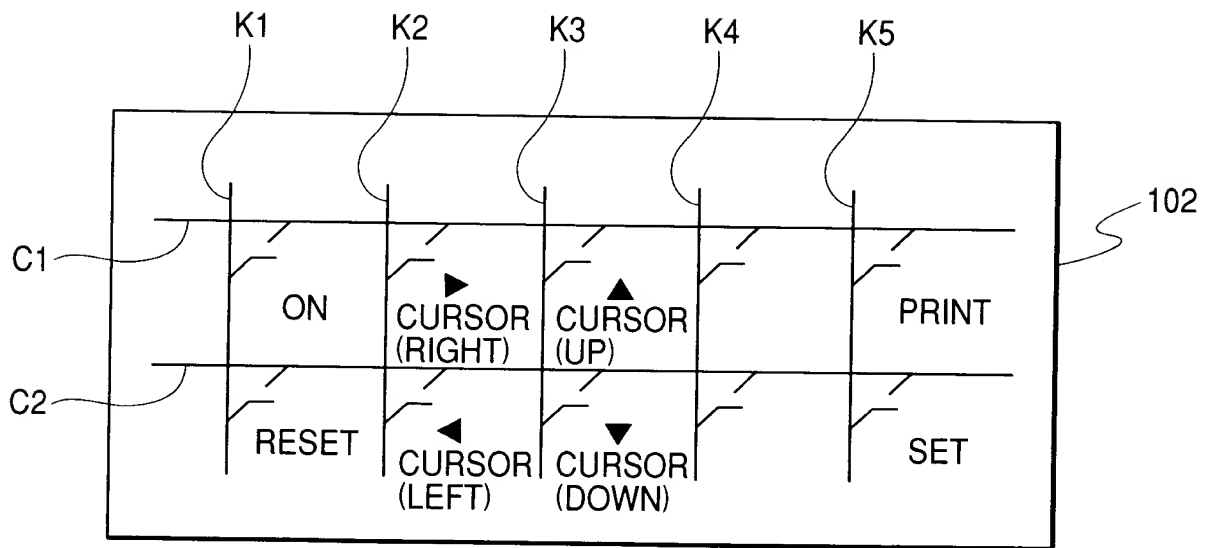 K1 K2 K3 K4 K5
102
C1
ON
▶
CURSOR
(RIGHT)
▲
CURSOR
(UP)
PRINT
C2
RESET
◀
CURSOR
(LEFT)
▼
CURSOR
(DOWN)
SET